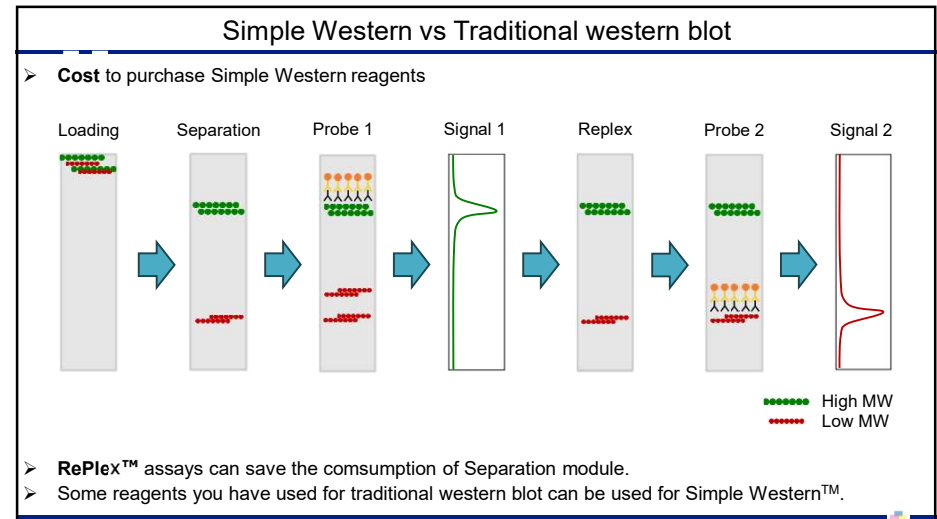 Simple Western vs Traditional western blot
➢ Cost to purchase Simple Western reagents
Loading Separation Probe 1 Signal 1 Replex Probe 2 Signal 2
High MW
Low MW
➢ RePlex™ assays can save the comsumption of Separation module.
➢ Some reagents you have used for traditional western blot can be used for Simple Western™.